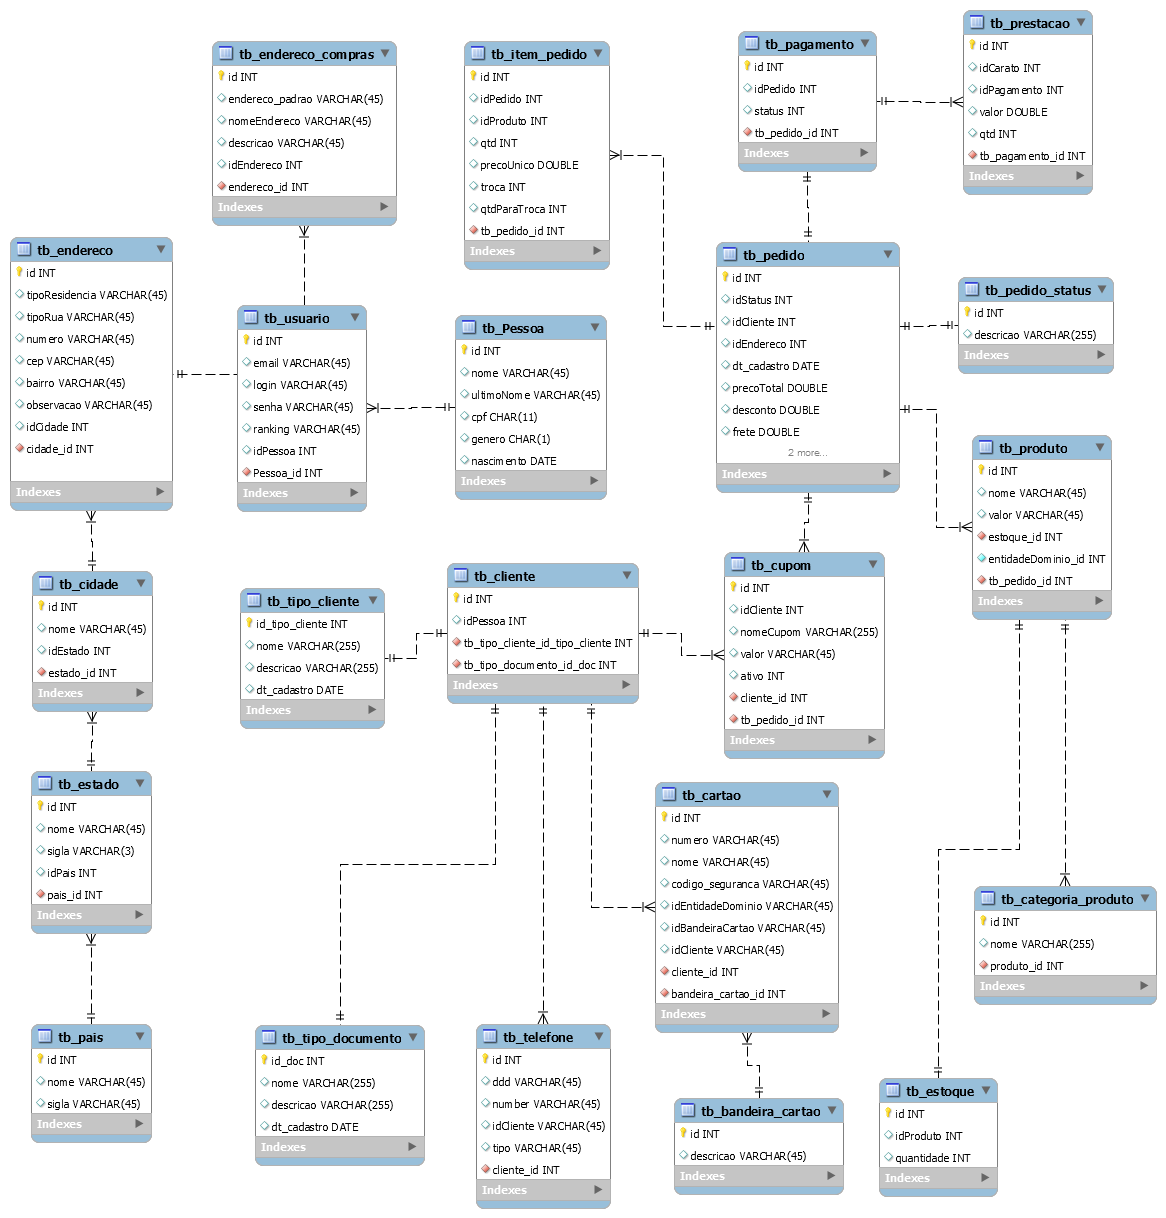 tb_endereco_compras
id INT
endereco_padrao VARCHAR(45)
nomeEndereco VARCHAR(45)
descricao VARCHAR(45)
idEndereco INT
endereco_id INT
Indexes
tb_item_pedido
id INT
idPedido INT
idProduto INT
qtd INT
precoUnico DOUBLE
troca INT
qtdParaTroca INT
tb_pedido_id INT
Indexes
tb_pagamento
id INT
idPedido INT
status INT
tb_pedido_id INT
Indexes
tb_prestacao
id INT
idCarato INT
idPagamento INT
valor DOUBLE
qtd INT
tb_pagamento_id INT
Indexes
tb_endereco
id INT
tipoResidencia VARCHAR(45)
tipoRua VARCHAR(45)
numero VARCHAR(45)
cep VARCHAR(45)
bairro VARCHAR(45)
observacao VARCHAR(45)
idCidade INT
cidade_id INT
Indexes
tb_usuario
id INT
email VARCHAR(45)
login VARCHAR(45)
senha VARCHAR(45)
ranking VARCHAR(45)
idPessoa INT
Pessoa_id INT
Indexes
tb_Pessoa
id INT
nome VARCHAR(45)
ultimoNome VARCHAR(45)
cpf CHAR(11)
genero CHAR(1)
nascimento DATE
Indexes
tb_pedido
id INT
idStatus INT
idCliente INT
idEndereco INT
dt_cadastro DATE
precoTotal DOUBLE
desconto DOUBLE
frete DOUBLE
2 more...
Indexes
tb_pedido_status
id INT
descricao VARCHAR(255)
Indexes
tb_produto
id INT
nome VARCHAR(45)
valor VARCHAR(45)
estoque_id INT
entidadeDominio_id INT
tb_pedido_id INT
Indexes
tb_cidade
id INT
nome VARCHAR(45)
idEstado INT
estado_id INT
Indexes
tb_tipo_cliente
id_tipo_cliente INT
nome VARCHAR(255)
descricao VARCHAR(255)
dt_cadastro DATE
Indexes
tb_cliente
id INT
idPessoa INT
tb_tipo_cliente_id_tipo_cliente INT
tb_tipo_documento_id_doc INT
Indexes
tb_cupom
id INT
idCliente INT
nomeCupom VARCHAR(255)
valor VARCHAR(45)
ativo INT
cliente_id INT
tb_pedido_id INT
Indexes
tb_estado
id INT
nome VARCHAR(45)
sigla VARCHAR(3)
idPais INT
pais_id INT
Indexes
tb_cartao
id INT
numero VARCHAR(45)
nome VARCHAR(45)
codigo_seguranca VARCHAR(45)
idEntidadeDominio VARCHAR(45)
idBandeiraCartao VARCHAR(45)
idCliente VARCHAR(45)
cliente_id INT
bandeira_cartao_id INT
Indexes
tb_categoria_produto
id INT
nome VARCHAR(255)
produto_id INT
Indexes
tb_pais
id INT
nome VARCHAR(45)
sigla VARCHAR(45)
Indexes
tb_tipo_documento
id_doc INT
nome VARCHAR(255)
descricao VARCHAR(255)
dt_cadastro DATE
Indexes
tb_telefone
id INT
ddd VARCHAR(45)
number VARCHAR(45)
idCliente VARCHAR(45)
tipo VARCHAR(45)
cliente_id INT
Indexes
tb_bandeira_cartao
id INT
descricao VARCHAR(45)
Indexes
tb_estoque
id INT
idProduto INT
quantidade INT
Indexes